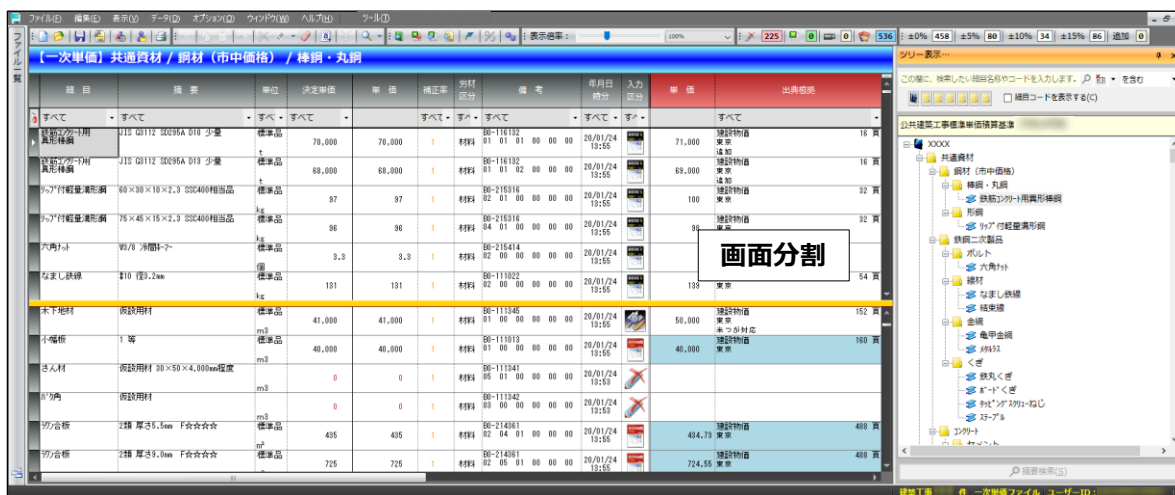 ファイル(F) 編集(E) 表示(V) データ(D) オプション(O) ウィンドウ(W) ヘルプ(H) ツール(T)
表示倍率: 100% 225 0 0 536 ±0% 458 ±5% 80 ±10% 34 ±15% 86 追加 0
ファイル一覧
【一次単価】共通資材 / 鋼材（市中価格） / 棒鋼・丸鋼
細 目 摘 要 単位 決定単価 単 価 補正率 労材区分 備 考 年月日時分 入力区分 単 価 出典根拠
すべて すべて すべ すべて すべて すべて すべて
鉄筋コンクリート用異形棒鋼 JIS G3112 SD295A D10 少量 標準品 t 70,000 70,000 1 材料 B0-116132 01 01 01 00 00 00 20/01/24 13:55 71,000 建設物価 東京 追加 16 頁
鉄筋コンクリート用異形棒鋼 JIS G3112 SD295A D13 少量 標準品 t 68,000 68,000 1 材料 B0-116132 01 01 02 00 00 00 20/01/24 13:55 69,000 建設物価 東京 追加 16 頁
リップ付軽量溝形鋼 60×30×10×2.3 SSC400相当品 標準品 kg 97 97 1 材料 B0-215316 02 01 00 00 00 00 20/01/24 13:55 100 建設物価 東京 32 頁
リップ付軽量溝形鋼 75×45×15×2.3 SSC400相当品 標準品 kg 96 96 1 材料 B0-215316 04 01 00 00 00 00 20/01/24 13:55 建設物価 32 頁
六角ナット W3/8 標準品 個 3.3 3.3 1 材料 B0-215414 02 00 00 00 00 00 20/01/24 13:55
なまし鉄線 #10 径3.2mm 標準品 kg 131 131 1 材料 B0-111022 02 00 00 00 00 00 20/01/24 13:55 139 東京 54 頁
画面分割
木下地材 仮設用材 標準品 m3 41,000 41,000 1 材料 B0-111345 01 00 00 00 00 00 20/01/24 13:55 50,000 建設物価 東京 米つが対応 152 頁
小幅板 1 等 標準品 m3 40,000 40,000 1 材料 B0-111813 01 00 00 00 00 00 20/01/24 13:55 40,000 建設物価 東京 160 頁
さん材 仮設用材 30×50×4,000mm程度 m3 0 0 1 材料 B0-111341 05 01 00 00 00 00 20/01/24 13:53
バタ角 仮設用材 m3 0 0 1 材料 B0-111342 03 00 00 00 00 00 20/01/24 13:53
ラワン合板 2類 厚さ5.5mm F☆☆☆☆ 標準品 m² 435 435 1 材料 B0-214361 02 04 01 00 00 00 20/01/24 13:55 434.73 建設物価 東京 488 頁
ラワン合板 2類 厚さ9.0mm F☆☆☆☆ 標準品 725 725 1 材料 B0-214361 02 05 01 00 00 00 20/01/24 13:55 724.55 建設物価 東京 488 頁
ツリー表示…
この欄に、検索したい細目名称やコードを入力します。 を含む
細目コードを表示する(C)
公共建築工事標準単価積算基準
XXXX
共通資材
鋼材（市中価格）
棒鋼・丸鋼
鉄筋コンクリート用異形棒鋼
形鋼
リップ付軽量溝形鋼
鉄鋼二次製品
ボルト
六角ナット
線材
なまし鉄線
結束線
金網
亀甲金網
メタルラス
くぎ
鉄丸くぎ
ボードくぎ
タッピングスクリューねじ
ステープル
コンクリート
セメント
摘要検索(S)
建築工事 件 一次単価ファイル ユーザーID：